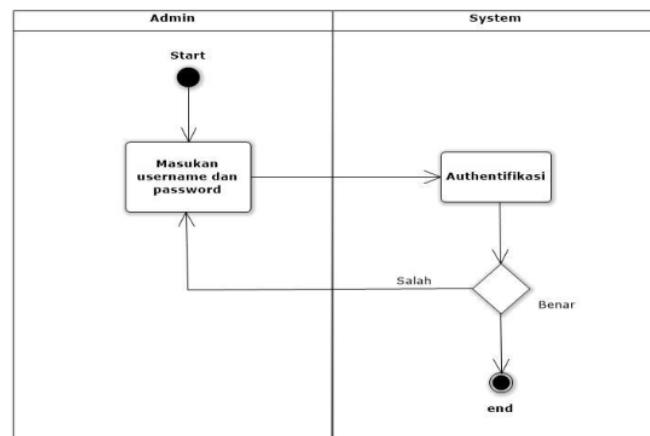 Admin
System
Start
Masukan
username dan
password
Authentifikasi
Salah
Benar
end